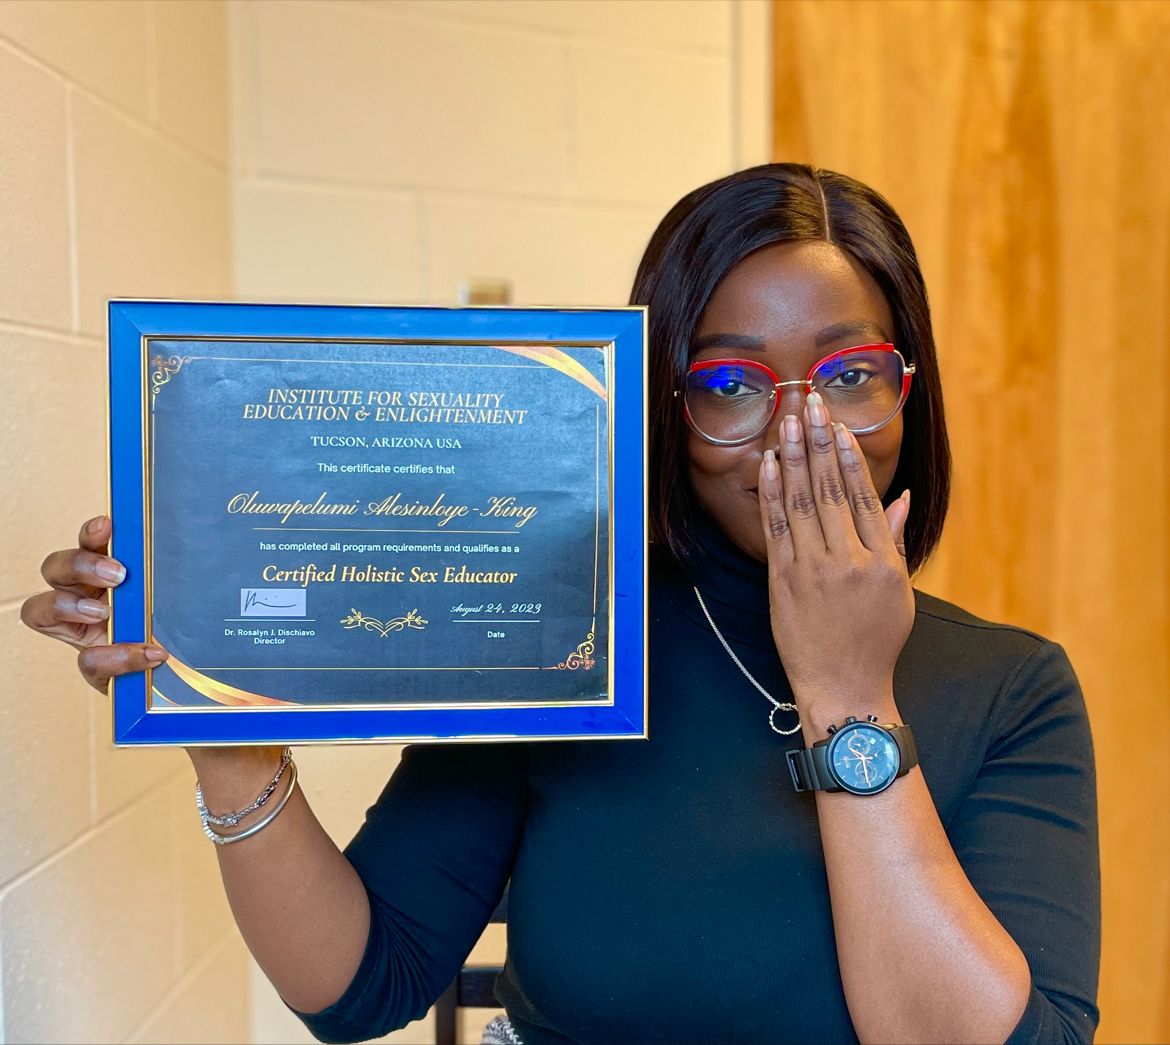 INSTITUTE FOR SEXUALITY
EDUCATION & ENLIGHTENMENT
TUCSON, ARIZONA USA
This certificate certifies that
Oluwapelumi Alesinloye-King
has completed all program requirements and qualifies as a
Certified Holistic Sex Educator
August 24, 2023
Dr. Rosalyn J. Dischiavo
Director
Date